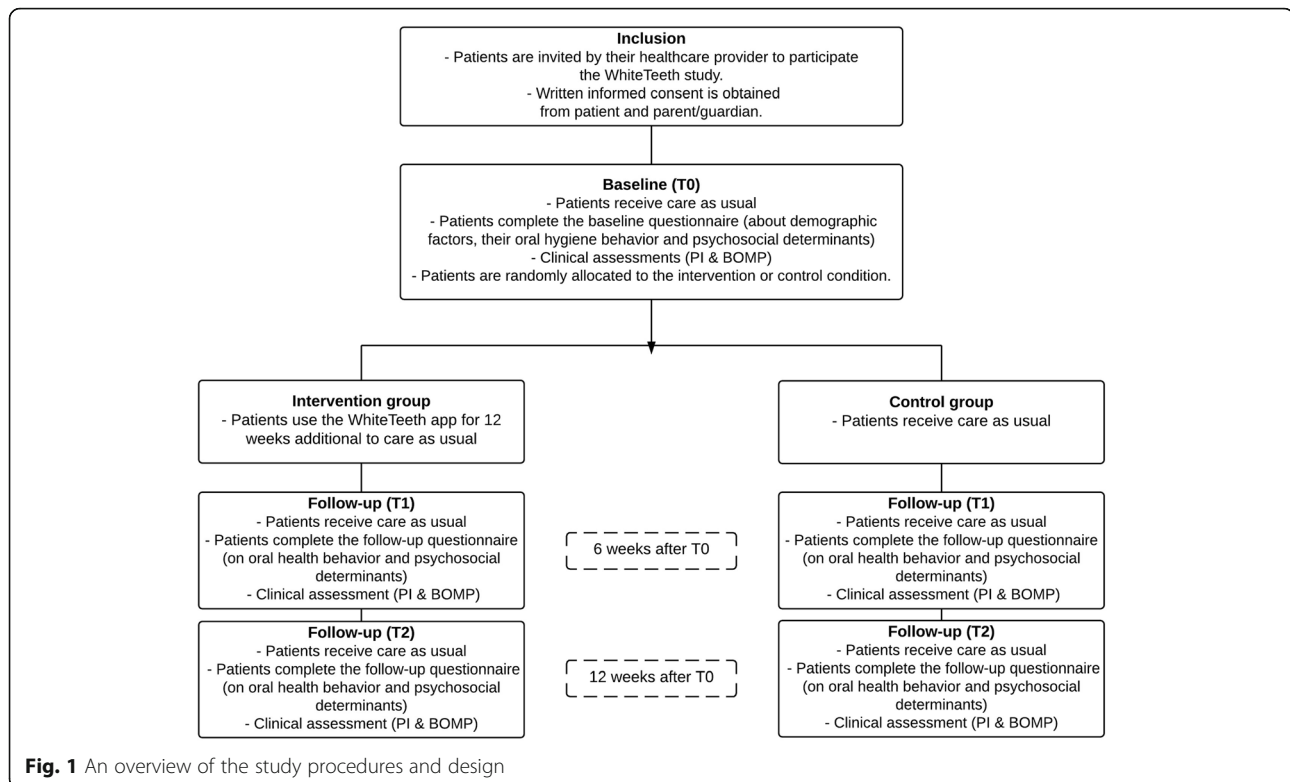 Inclusion
- Patients are invited by their healthcare provider to participate
the WhiteTeeth study.
- Written informed consent is obtained
from patient and parent/guardian.
Baseline (T0)
- Patients receive care as usual
- Patients complete the baseline questionnaire (about demographic
factors, their oral hygiene behavior and psychosocial determinants)
- Clinical assessments (PI & BOMP)
- Patients are randomly allocated to the intervention or control condition.
Intervention group
- Patients use the WhiteTeeth app for 12
weeks additional to care as usual
Control group
- Patients receive care as usual
Follow-up (T1)
- Patients receive care as usual
- Patients complete the follow-up questionnaire
(on oral health behavior and psychosocial
determinants)
- Clinical assessment (PI & BOMP)
6 weeks after T0
Follow-up (T1)
- Patients receive care as usual
- Patients complete the follow-up questionnaire
(on oral health behavior and psychosocial
determinants)
- Clinical assessment (PI & BOMP)
Follow-up (T2)
- Patients receive care as usual
- Patients complete the follow-up questionnaire
(on oral health behavior and psychosocial
determinants)
- Clinical assessment (PI & BOMP)
12 weeks after T0
Follow-up (T2)
- Patients receive care as usual
- Patients complete the follow-up questionnaire
(on oral health behavior and psychosocial
determinants)
- Clinical assessment (PI & BOMP)
Fig. 1 An overview of the study procedures and design